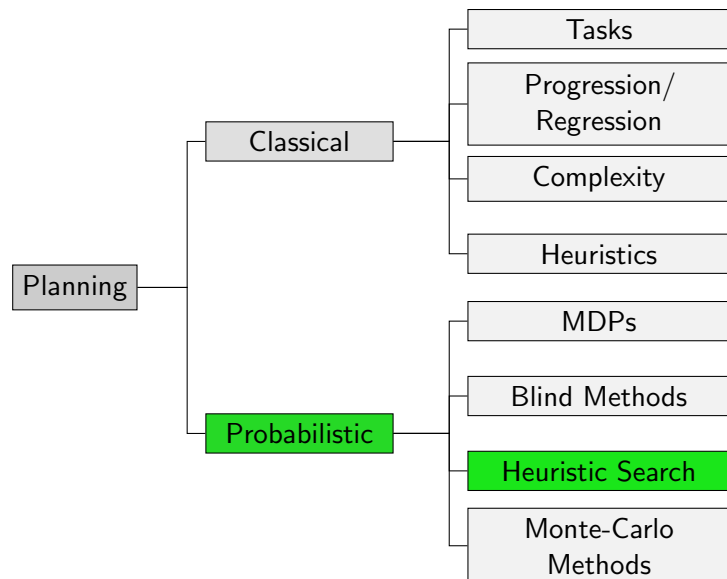 Planning
Classical
Tasks
Progression/
Regression
Complexity
Heuristics
Probabilistic
MDPs
Blind Methods
Heuristic Search
Monte-Carlo
Methods